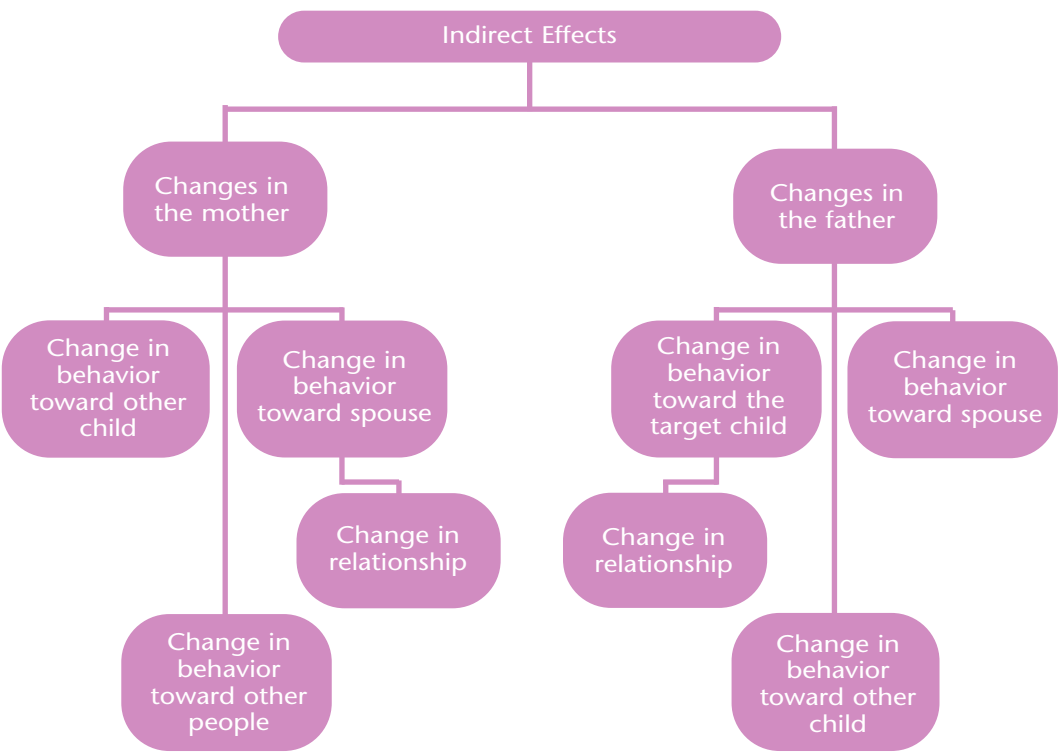 Indirect Effects
Changes in
the mother
Changes in
the father
Change in
behavior
toward other
child
Change in
behavior
toward spouse
Change in
behavior
toward the
target child
Change in
behavior
toward spouse
Change in
relationship
Change in
relationship
Change in
behavior
toward other
people
Change in
behavior
toward other
child